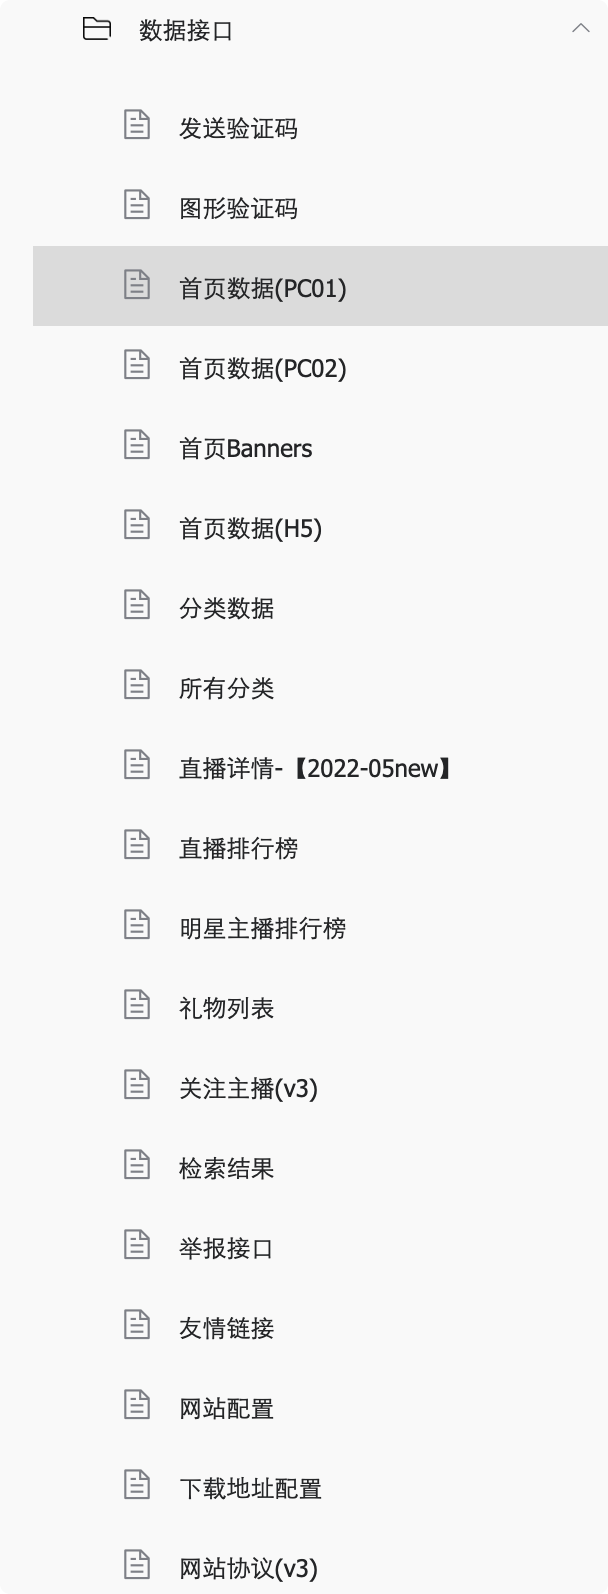 数据接口
发送验证码
图形验证码
首页数据(PC01)
首页数据(PC02)
首页Banners
首页数据(H5)
分类数据
所有分类
直播详情-【2022-05new】
直播排行榜
明星主播排行榜
礼物列表
关注主播(v3)
检索结果
举报接口
友情链接
网站配置
下载地址配置
网站协议(v3)